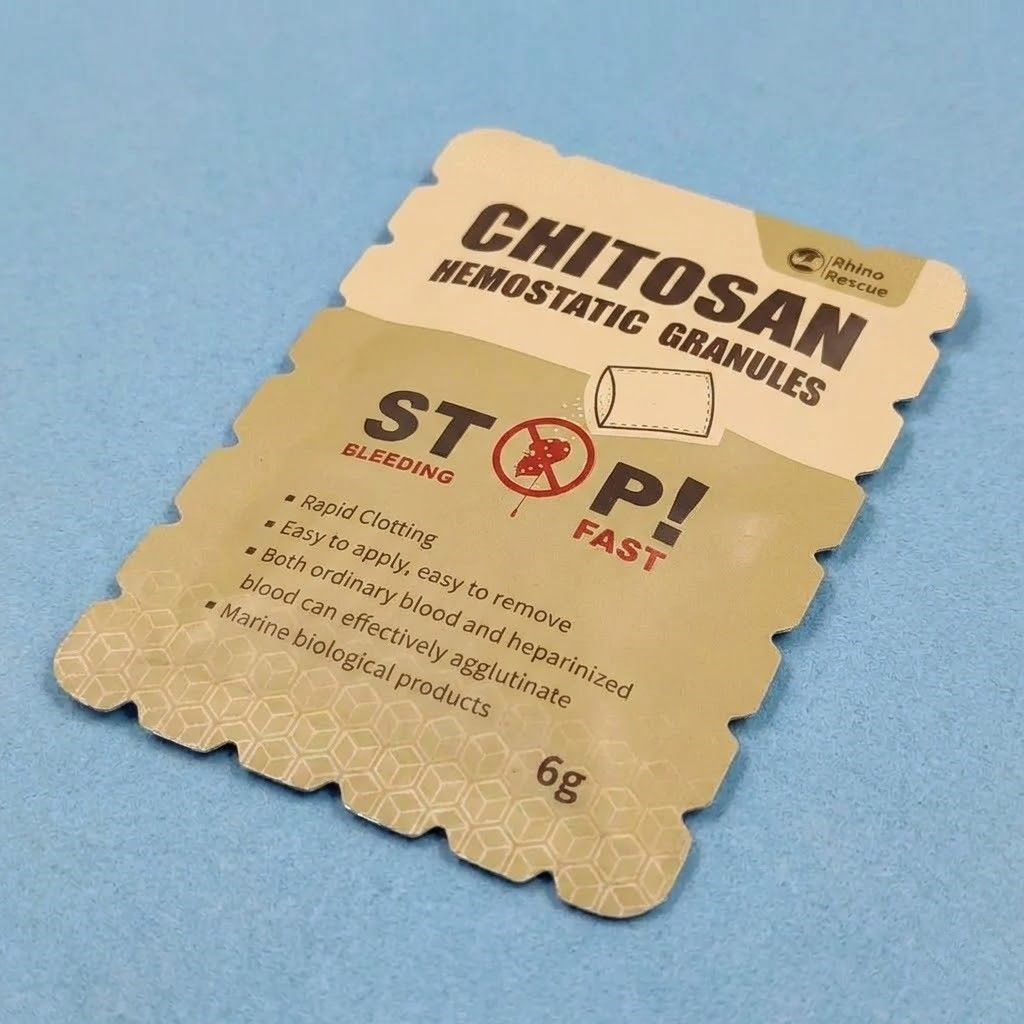 Rhino
Rescue
CHITOSAN
HEMOSTATIC GRANULES
ST P!
BLEEDING
FAST
▪ Rapid Clotting
▪ Easy to apply, easy to remove
▪ Both ordinary blood and heparinized
blood can effectively agglutinate
▪ Marine biological products
6g